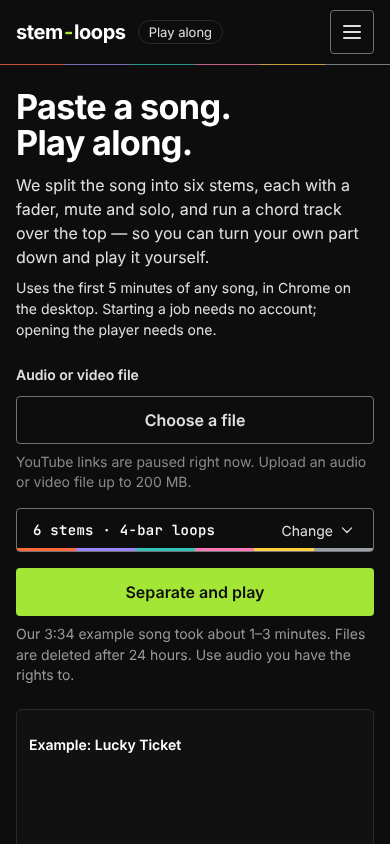 stem-loops Play along
Paste a song.
Play along.
We split the song into six stems, each with a
fader, mute and solo, and run a chord track
over the top — so you can turn your own part
down and play it yourself.
Uses the first 5 minutes of any song, in Chrome on
the desktop. Starting a job needs no account;
opening the player needs one.
Audio or video file
Choose a file
YouTube links are paused right now. Upload an audio
or video file up to 200 MB.
6 stems · 4-bar loops Change
Separate and play
Our 3:34 example song took about 1–3 minutes. Files
are deleted after 24 hours. Use audio you have the
rights to.
Example: Lucky Ticket